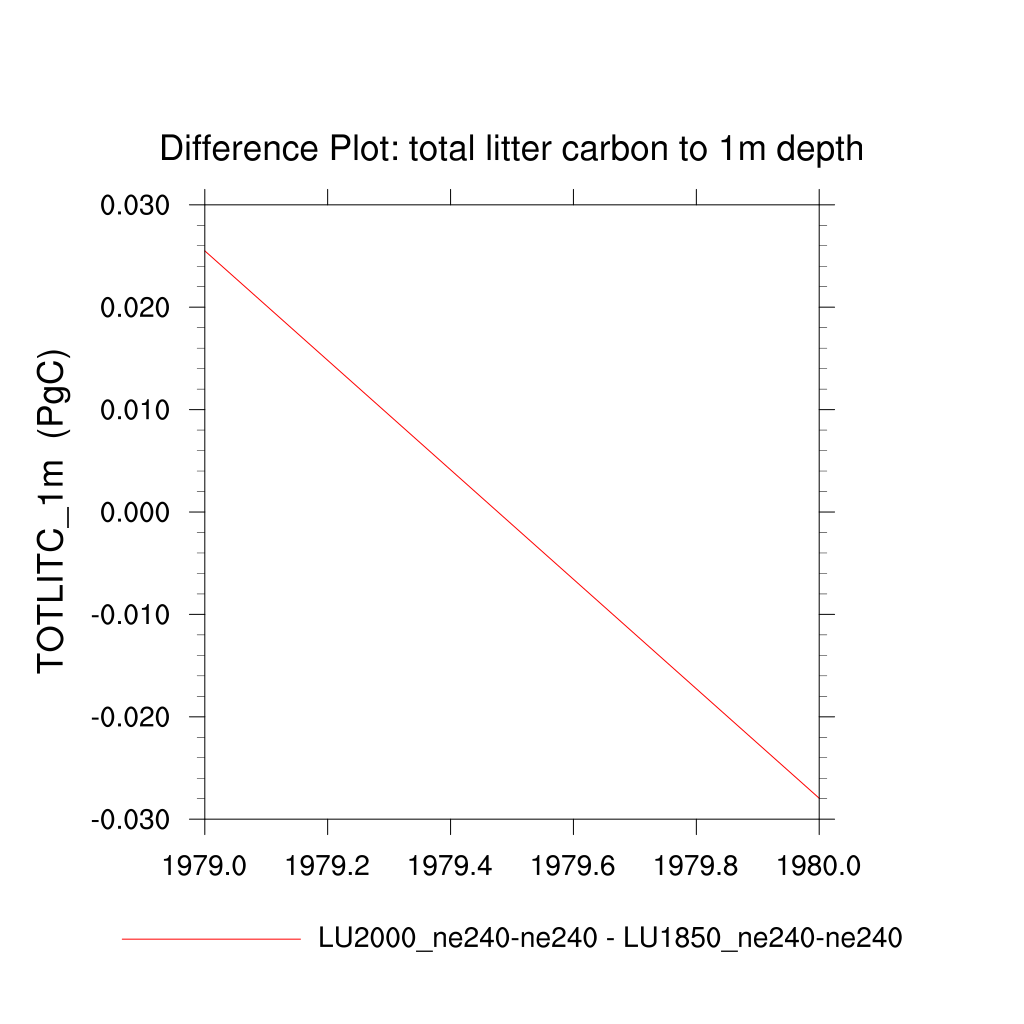 Difference Plot: total litter carbon to 1m depth
TOTLITC_1m (PgC)
0.030
0.020
0.010
0.000
-0.010
-0.020
-0.030
1979.0 1979.2 1979.4 1979.6 1979.8 1980.0
LU2000_ne240-ne240 - LU1850_ne240-ne240